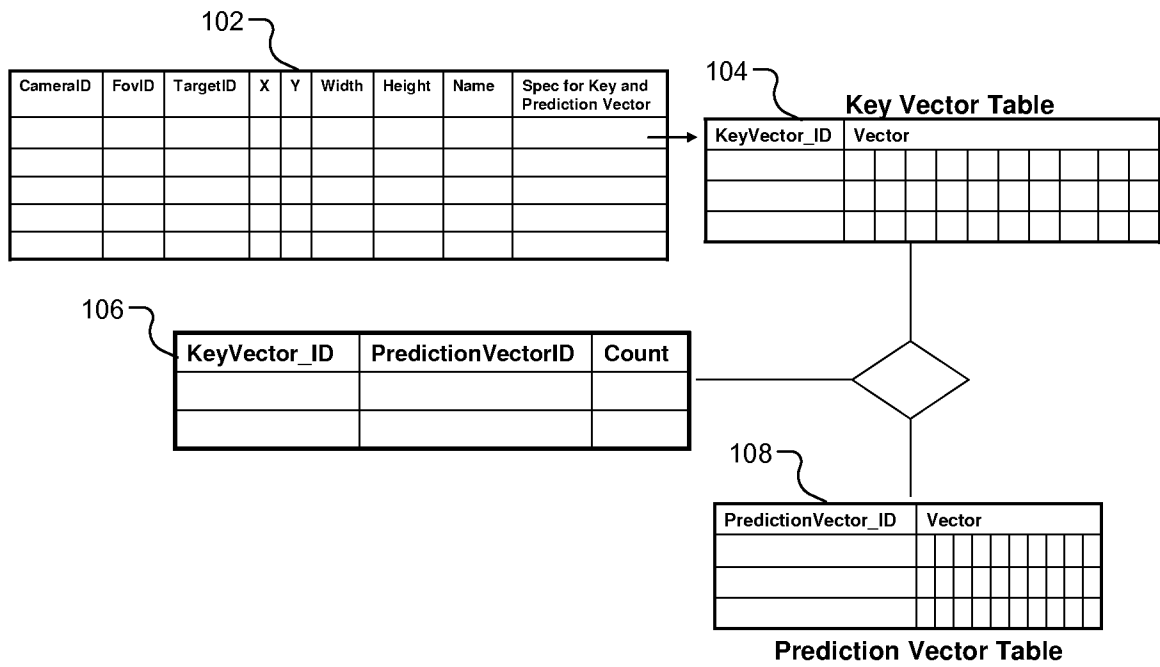 102
CameraID FovID TargetID X Y Width Height Name Spec for Key and
Prediction Vector
104
Key Vector Table
KeyVector_ID Vector
106
KeyVector_ID PredictionVectorID Count
108
PredictionVector_ID Vector
Prediction Vector Table